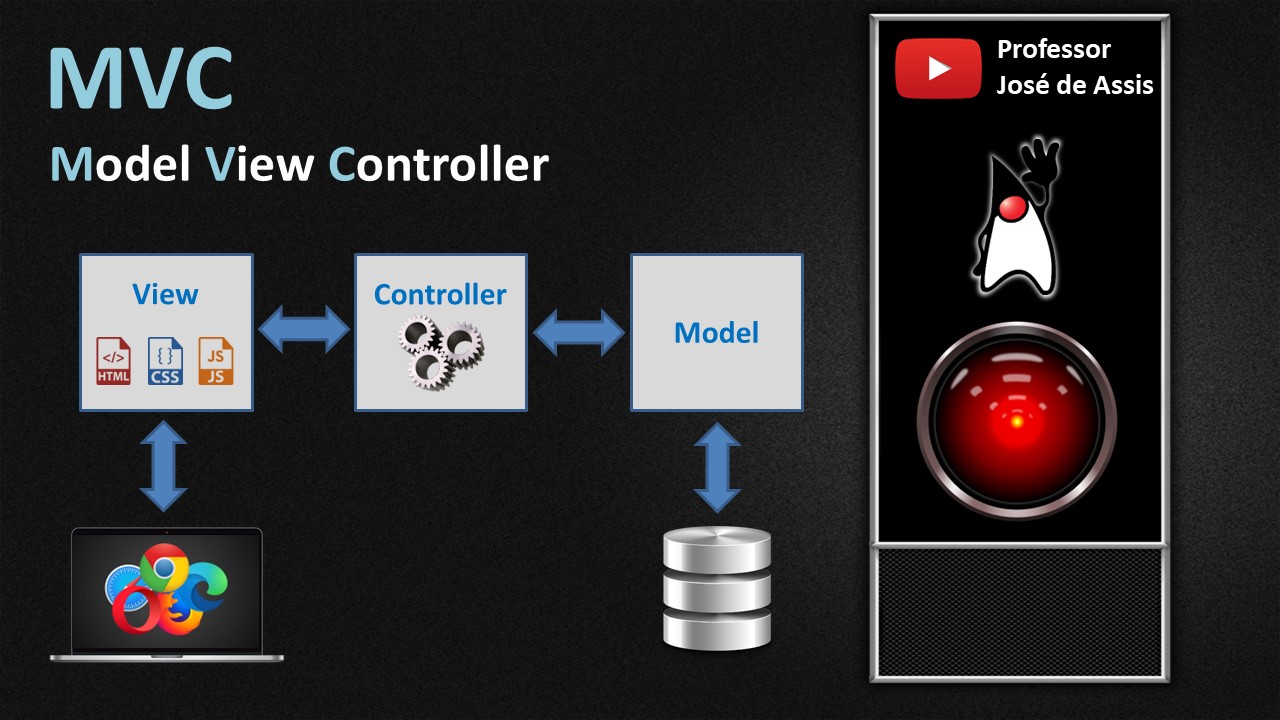 MVC
Model View Controller
Professor
José de Assis
View
Controller
Model
</>
HTML
{ }
CSS
JS
JS